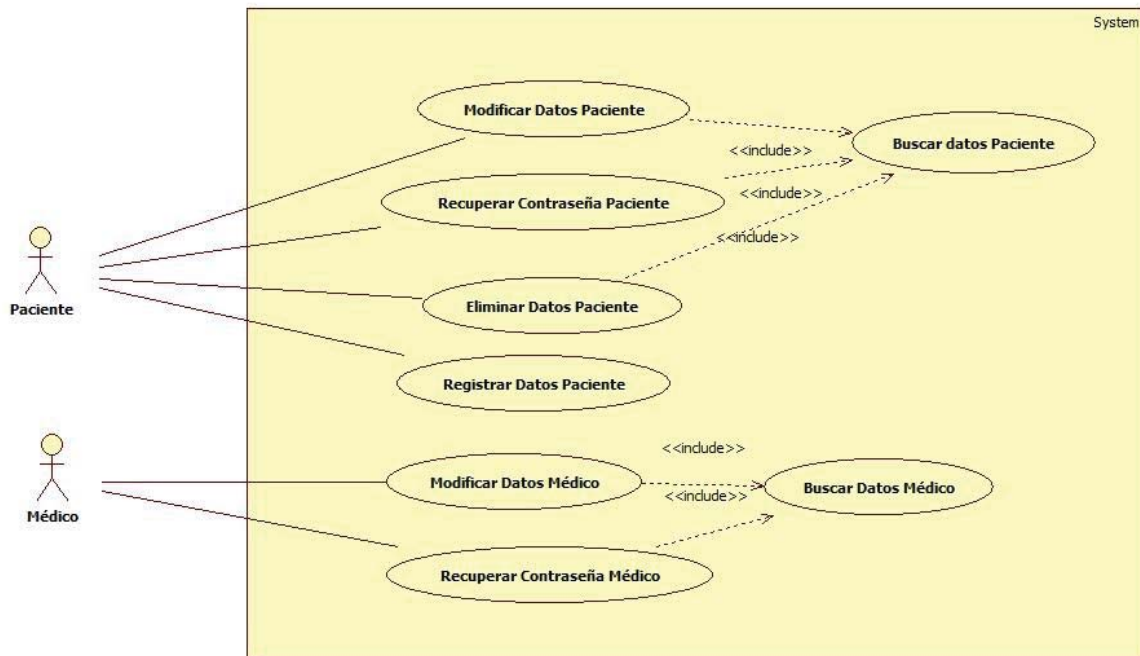 System
Modificar Datos Paciente
Buscar datos Paciente
<<include>>
Recuperar Contraseña Paciente
<<include>>
<<include>>
Paciente
Eliminar Datos Paciente
Registrar Datos Paciente
<<include>>
Modificar Datos Médico
Buscar Datos Médico
<<include>>
Médico
Recuperar Contraseña Médico